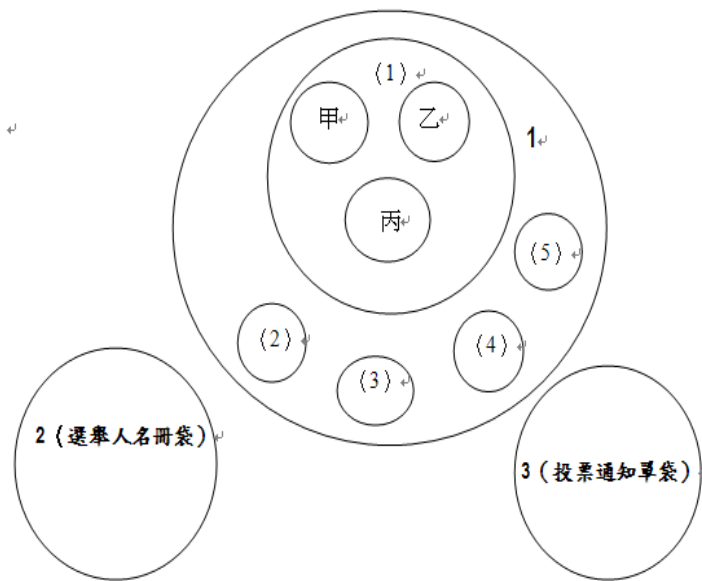 (1)
甲
乙
1
丙
(5)
(2)
(4)
(3)
2（選舉人名冊袋）
3（投票通知單袋）